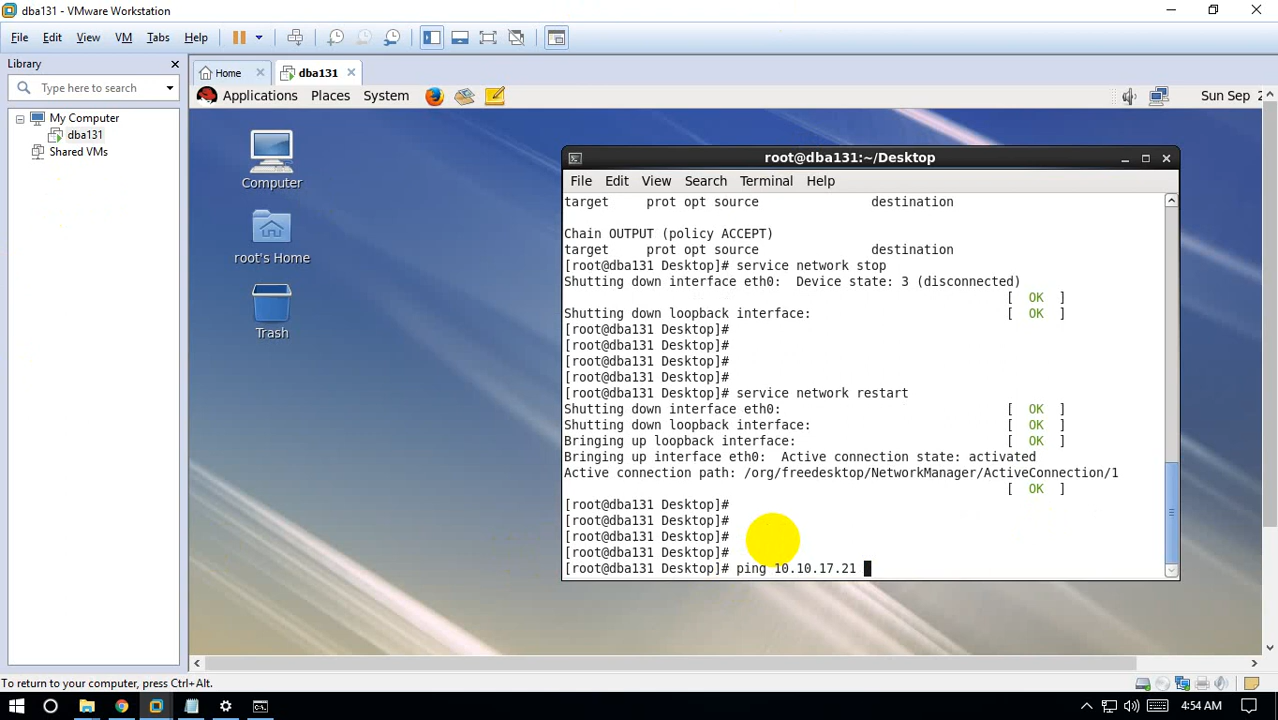 dba131 - VMware Workstation
File Edit View VM Tabs Help
Library
Type here to search
My Computer
dba131
Shared VMs
Home
dba131
Applications Places System
Sun Sep 2
Computer
root's Home
Trash
root@dba131:~/Desktop
File Edit View Search Terminal Help
target prot opt source destination
Chain OUTPUT (policy ACCEPT)
target prot opt source destination
[root@dba131 Desktop]# service network stop
Shutting down interface eth0: Device state: 3 (disconnected)
[ OK ]
Shutting down loopback interface: [ OK ]
[root@dba131 Desktop]#
[root@dba131 Desktop]#
[root@dba131 Desktop]#
[root@dba131 Desktop]#
[root@dba131 Desktop]# service network restart
Shutting down interface eth0: [ OK ]
Shutting down loopback interface: [ OK ]
Bringing up loopback interface: [ OK ]
Bringing up interface eth0: Active connection state: activated
Active connection path: /org/freedesktop/NetworkManager/ActiveConnection/1
[ OK ]
[root@dba131 Desktop]#
[root@dba131 Desktop]#
[root@dba131 Desktop]#
[root@dba131 Desktop]#
[root@dba131 Desktop]# ping 10.10.17.21
To return to your computer, press Ctrl+Alt.
4:54 AM